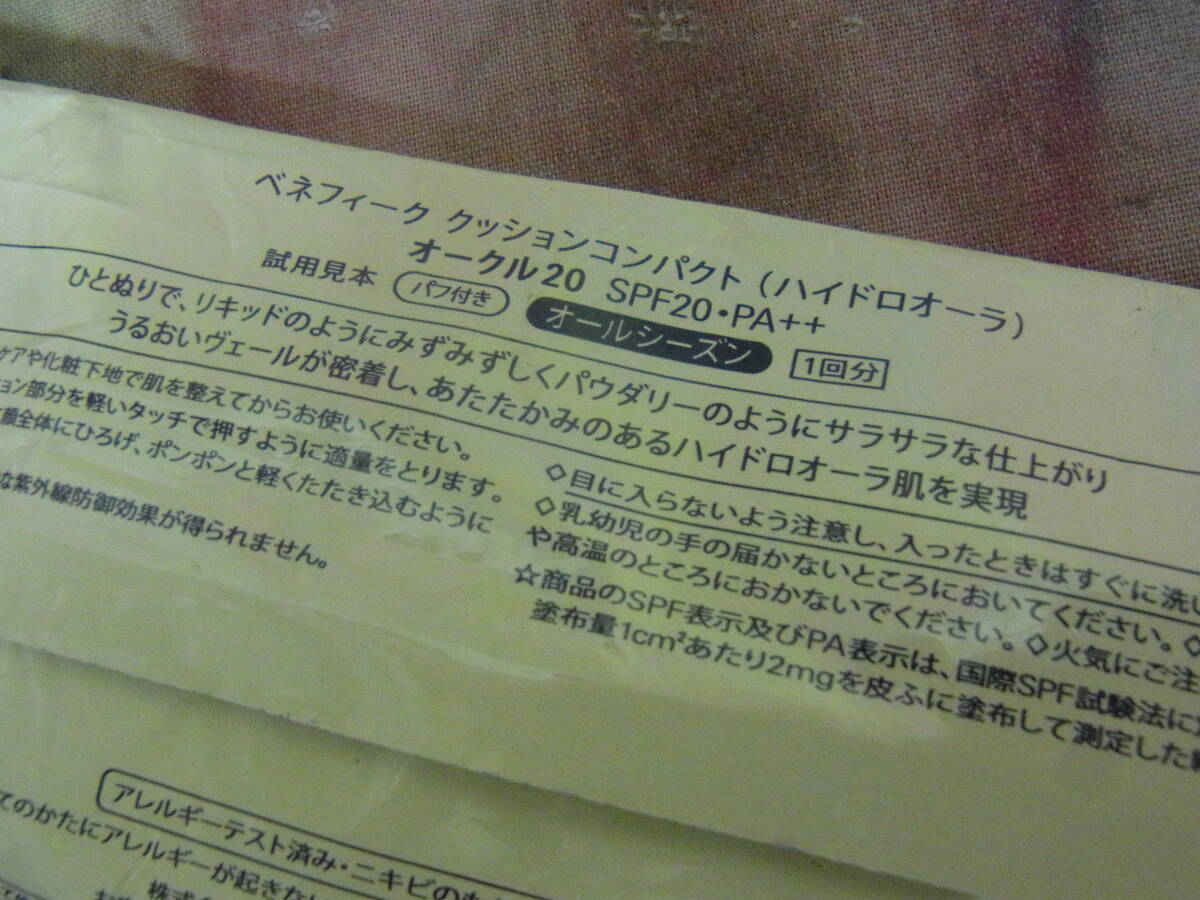 ベネフィーク クッションコンパクト（ハイドロオーラ）
オークル20 SPF20・PA++
試用見本 パフ付き オールシーズン 1回分
ひとぬりで、リキッドのようにみずみずしくパウダリーのようにサラサラな仕上がり
うるおいヴェールが密着し、あたたかみのあるハイドロオーラ肌を実現
ケアや化粧下地で肌を整えてからお使いください。
ション部分を軽いタッチで押すように適量をとります。
顔全体にひろげ、ポンポンと軽くたたき込むように
な紫外線防御効果が得られません。
◇目に入らないよう注意し、入ったときはすぐに洗い
◇乳幼児の手の届かないところにおいてください。◇
や高温のところにおかないでください。◇火気にご注
☆商品のSPF表示及びPA表示は、国際SPF試験法に
塗布量1cm²あたり2mgを皮ふに塗布して測定した
アレルギーテスト済み・ニキビの
てのかたにアレルギーが起きない
株式